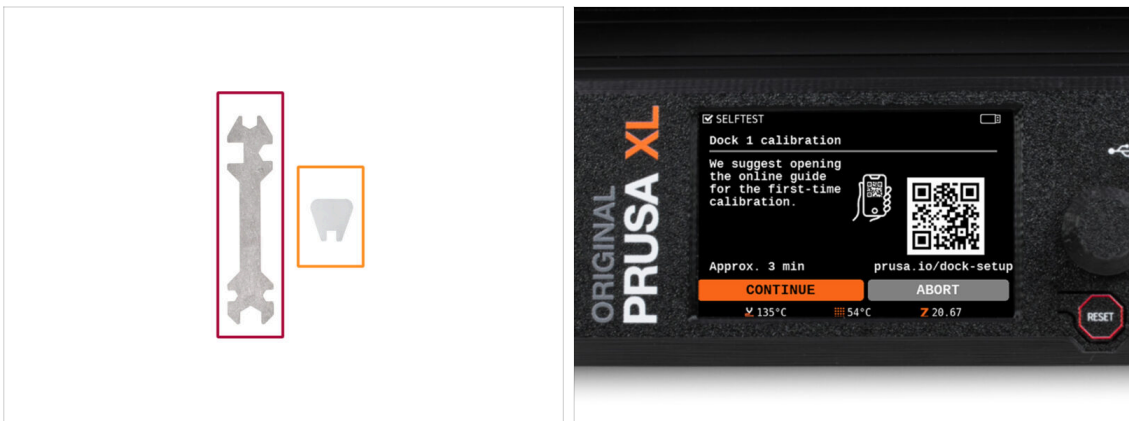 ORIGINAL
PRUSA XL
SELFTEST
Dock 1 calibration
We suggest opening
the online guide
for the first-time
calibration.
Approx. 3 min
prusa.io/dock-setup
CONTINUE
ABORT
135°C
54°C
Z 20.67
RESET